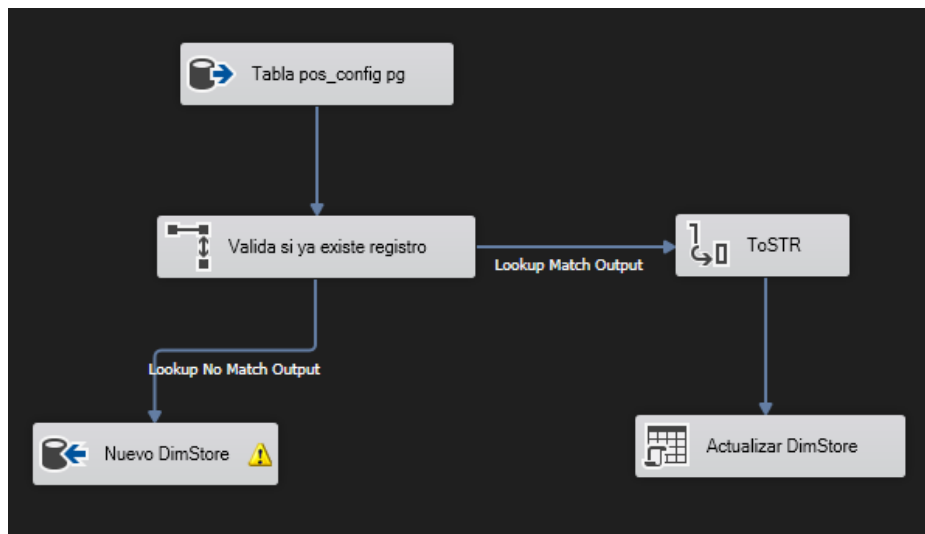 Tabla pos_config pg
Valida si ya existe registro
Lookup Match Output
ToSTR
Lookup No Match Output
Nuevo DimStore
Actualizar DimStore